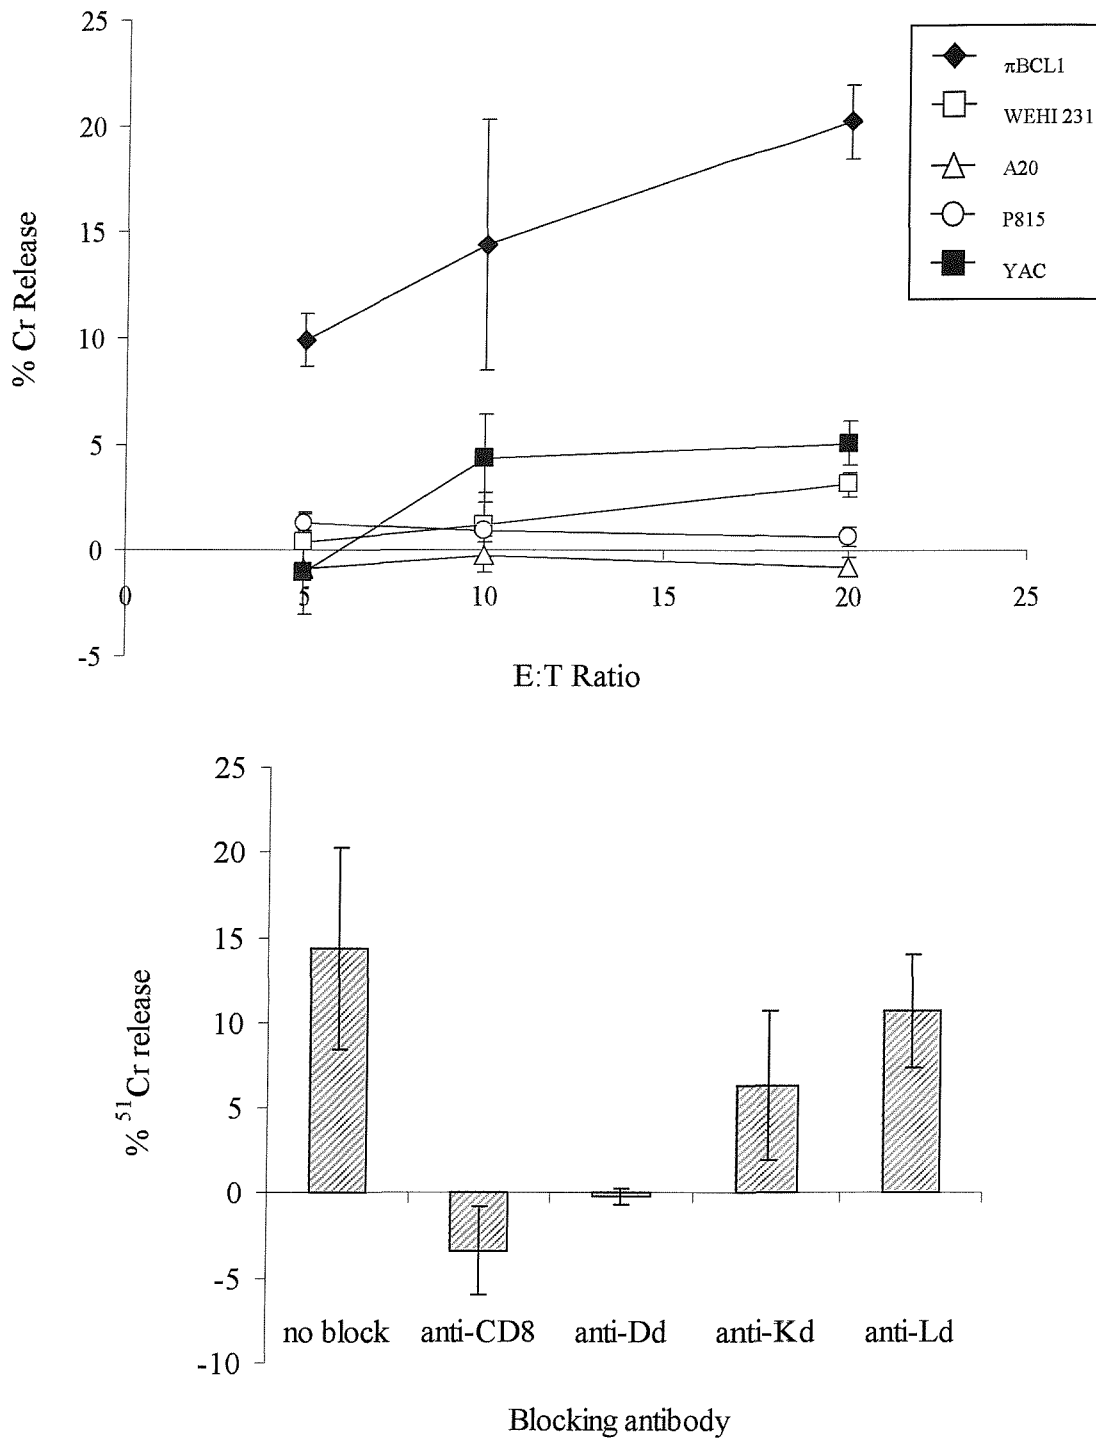 25
20
15
10
5
0
-5
% Cr Release
0 5 10 15 20 25
E:T Ratio
πBCL1
WEHI 231
A20
P815
YAC
25
20
15
10
5
0
-5
-10
% ⁵¹Cr release
no block anti-CD8 anti-Dd anti-Kd anti-Ld
Blocking antibody